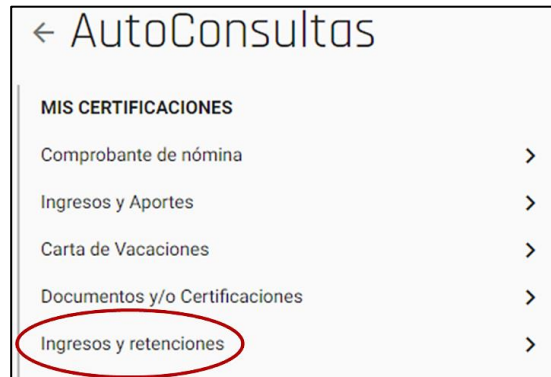 AutoConsultas
MIS CERTIFICACIONES
Comprobante de nómina
Ingresos y Aportes
Carta de Vacaciones
Documentos y/o Certificaciones
Ingresos y retenciones